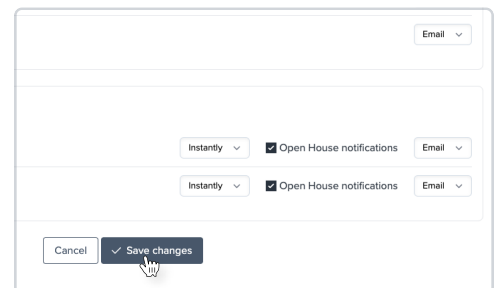 Email
Instantly Open House notifications Email
Instantly Open House notifications Email
Cancel Save changes